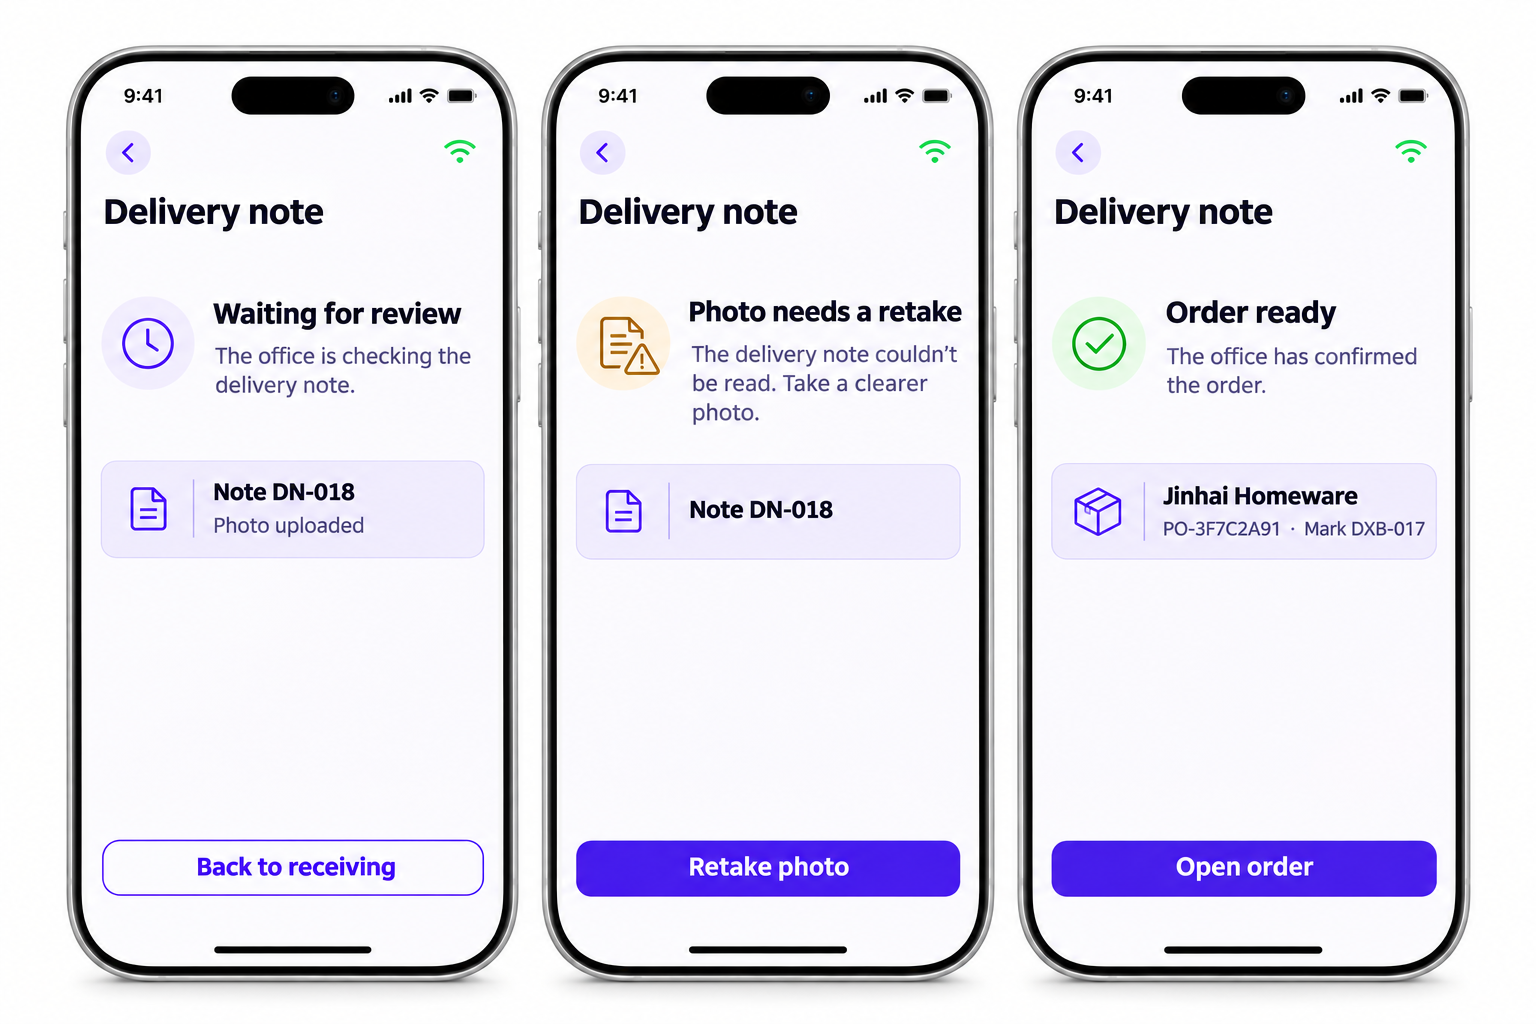 9:41
Delivery note
Waiting for review
The office is checking the
delivery note.
Note DN-018
Photo uploaded
Back to receiving
9:41
Delivery note
Photo needs a retake
The delivery note couldn’t
be read. Take a clearer
photo.
Note DN-018
Retake photo
9:41
Delivery note
Order ready
The office has confirmed
the order.
Jinhai Homeware
PO-3F7C2A91 · Mark DXB-017
Open order